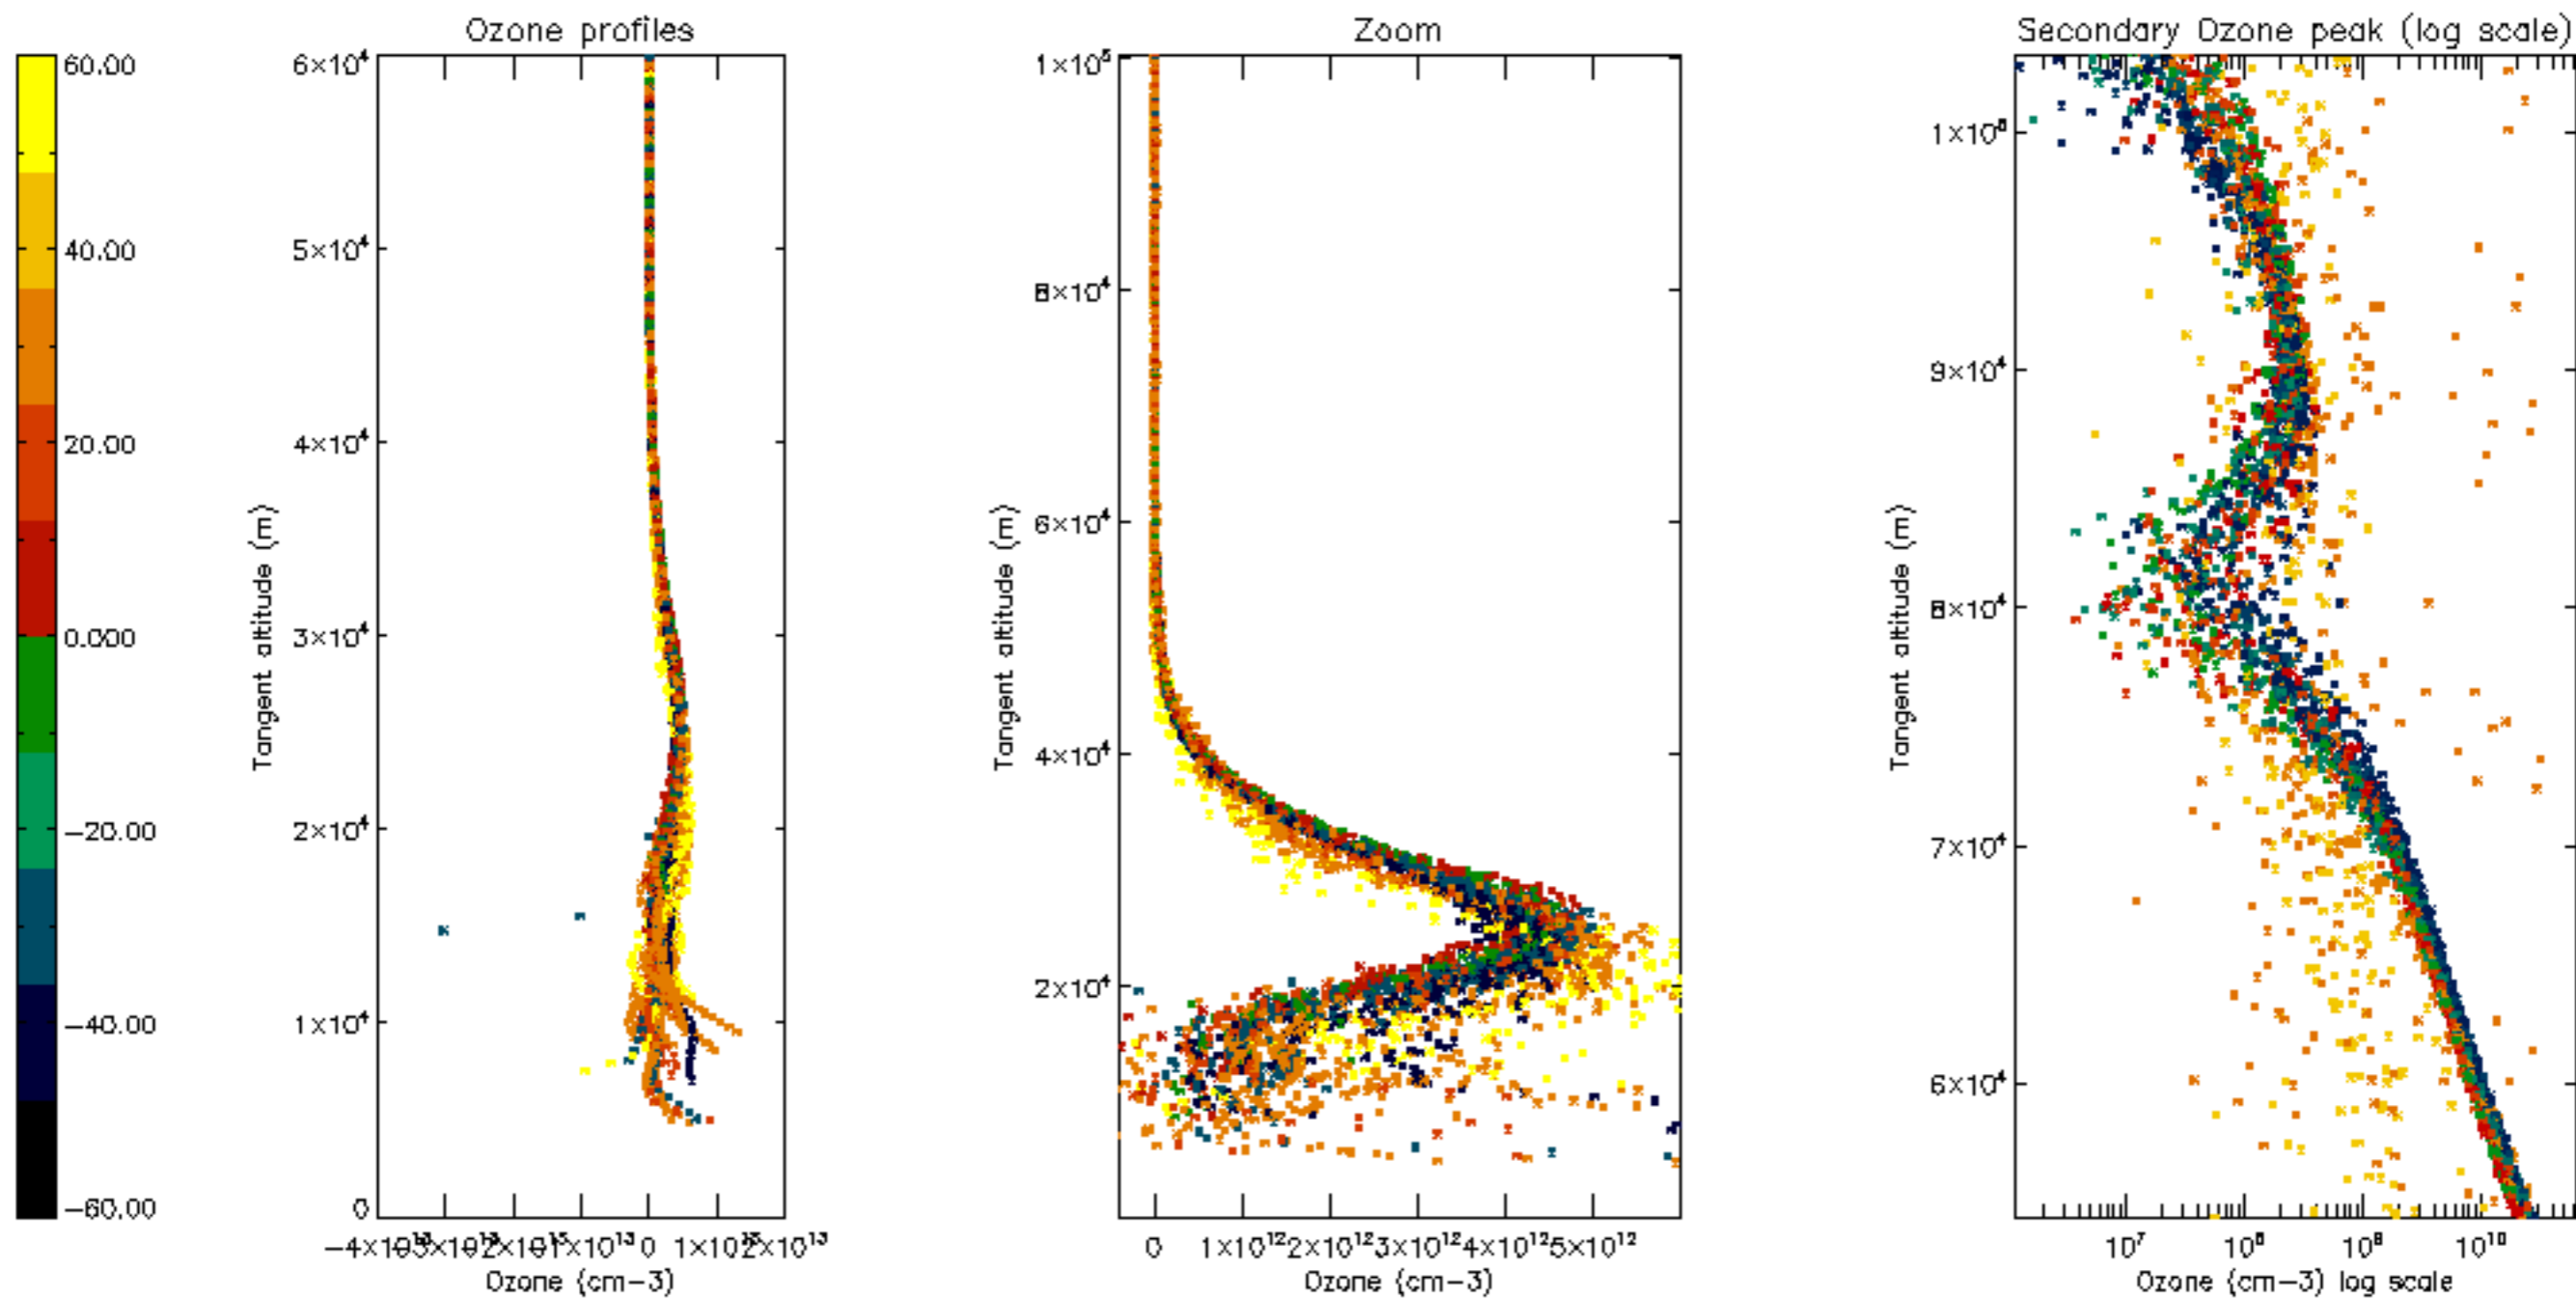 Ozone profiles
Zoom
Secondary Ozone peak (log scale)
60.00
40.00
20.00
0.000
−20.00
−40.00
−60.00
6×10⁴
5×10⁴
4×10⁴
3×10⁴
2×10⁴
1×10⁴
0
Tangent altitude (m)
0
Ozone (cm−3)
1×10⁵
8×10⁴
6×10⁴
4×10⁴
2×10⁴
Tangent altitude (m)
0 1×10¹² 2×10¹² 3×10¹² 4×10¹² 5×10¹²
Ozone (cm−3)
9×10⁴
8×10⁴
7×10⁴
6×10⁴
Tangent altitude (m)
10⁷ 10⁸ 10⁹ 10¹⁰
Ozone (cm−3) log scale